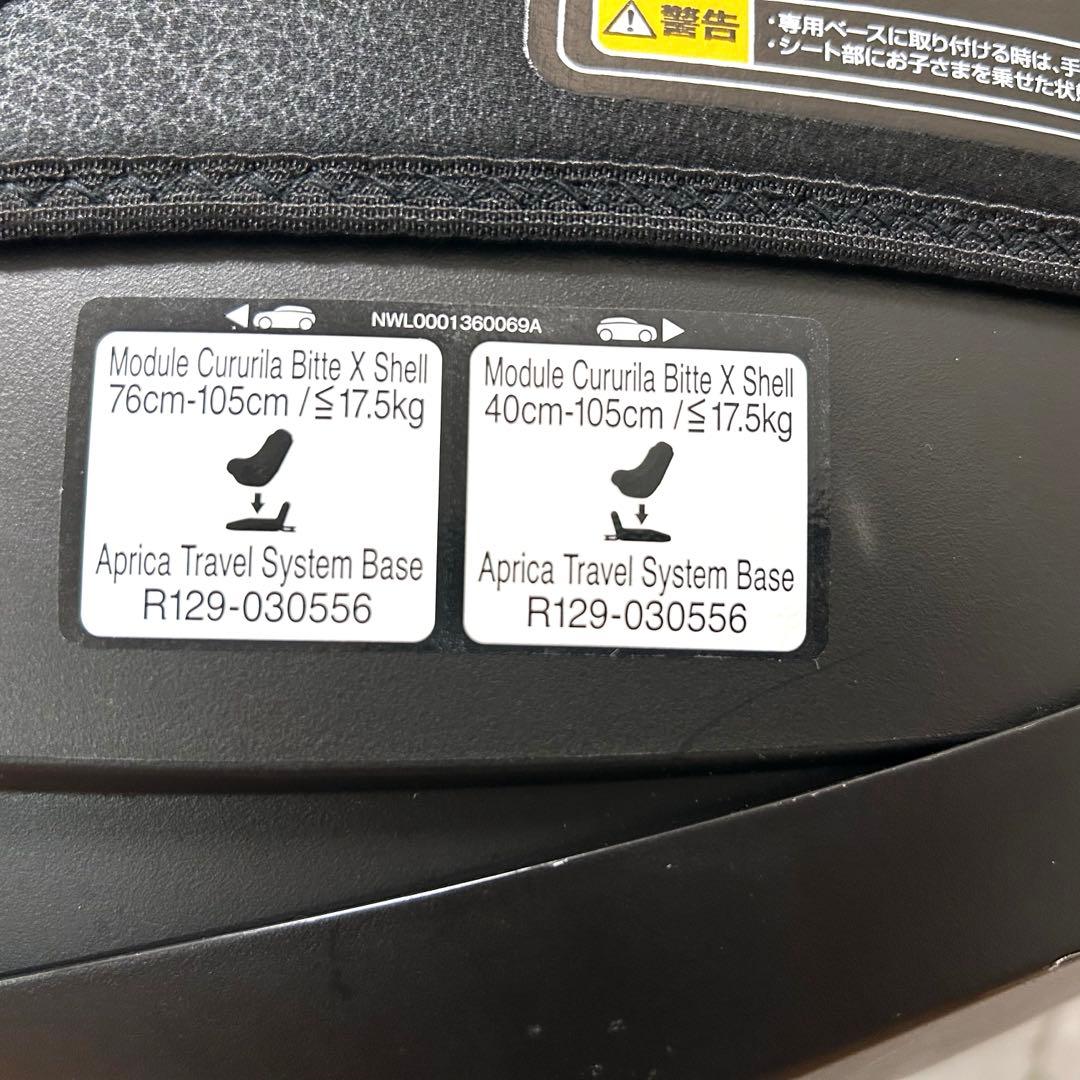 警告
・専用ベースに取り付ける時は、手
・シート部にお子さまを乗せた状態
NWL0001360069A
Module Cururila Bitte X Shell
76cm-105cm /≦17.5kg
Aprica Travel System Base
R129-030556
Module Cururila Bitte X Shell
40cm-105cm /≦17.5kg
Aprica Travel System Base
R129-030556